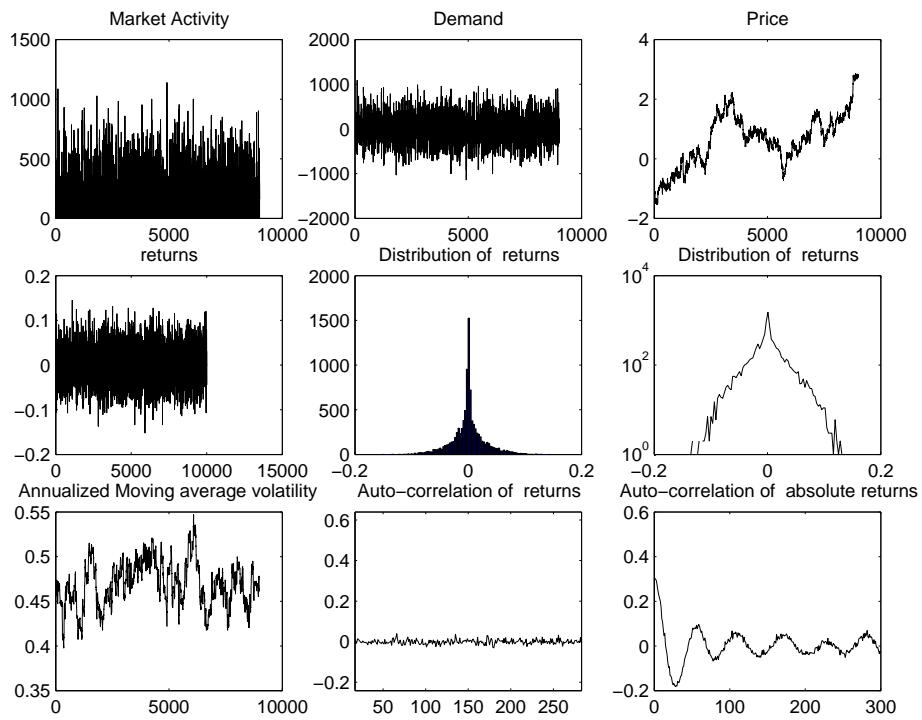 Market Activity
1500
1000
500
0
0 5000 10000
Demand
2000
1000
0
−1000
−2000
0 5000 10000
Price
4
2
0
−2
0 5000 10000
returns
0.2
0.1
0
−0.1
−0.2
0 5000 10000 15000
Distribution of returns
2000
1500
1000
500
0
−0.2 0 0.2
Distribution of returns
10^4
10^2
10^0
−0.2 0 0.2
Annualized Moving average volatility
0.55
0.5
0.45
0.4
0.35
0 5000 10000
Auto−correlation of returns
0.6
0.4
0.2
0
−0.2
50 100 150 200 250
Auto−correlation of absolute returns
0.6
0.4
0.2
0
−0.2
0 100 200 300